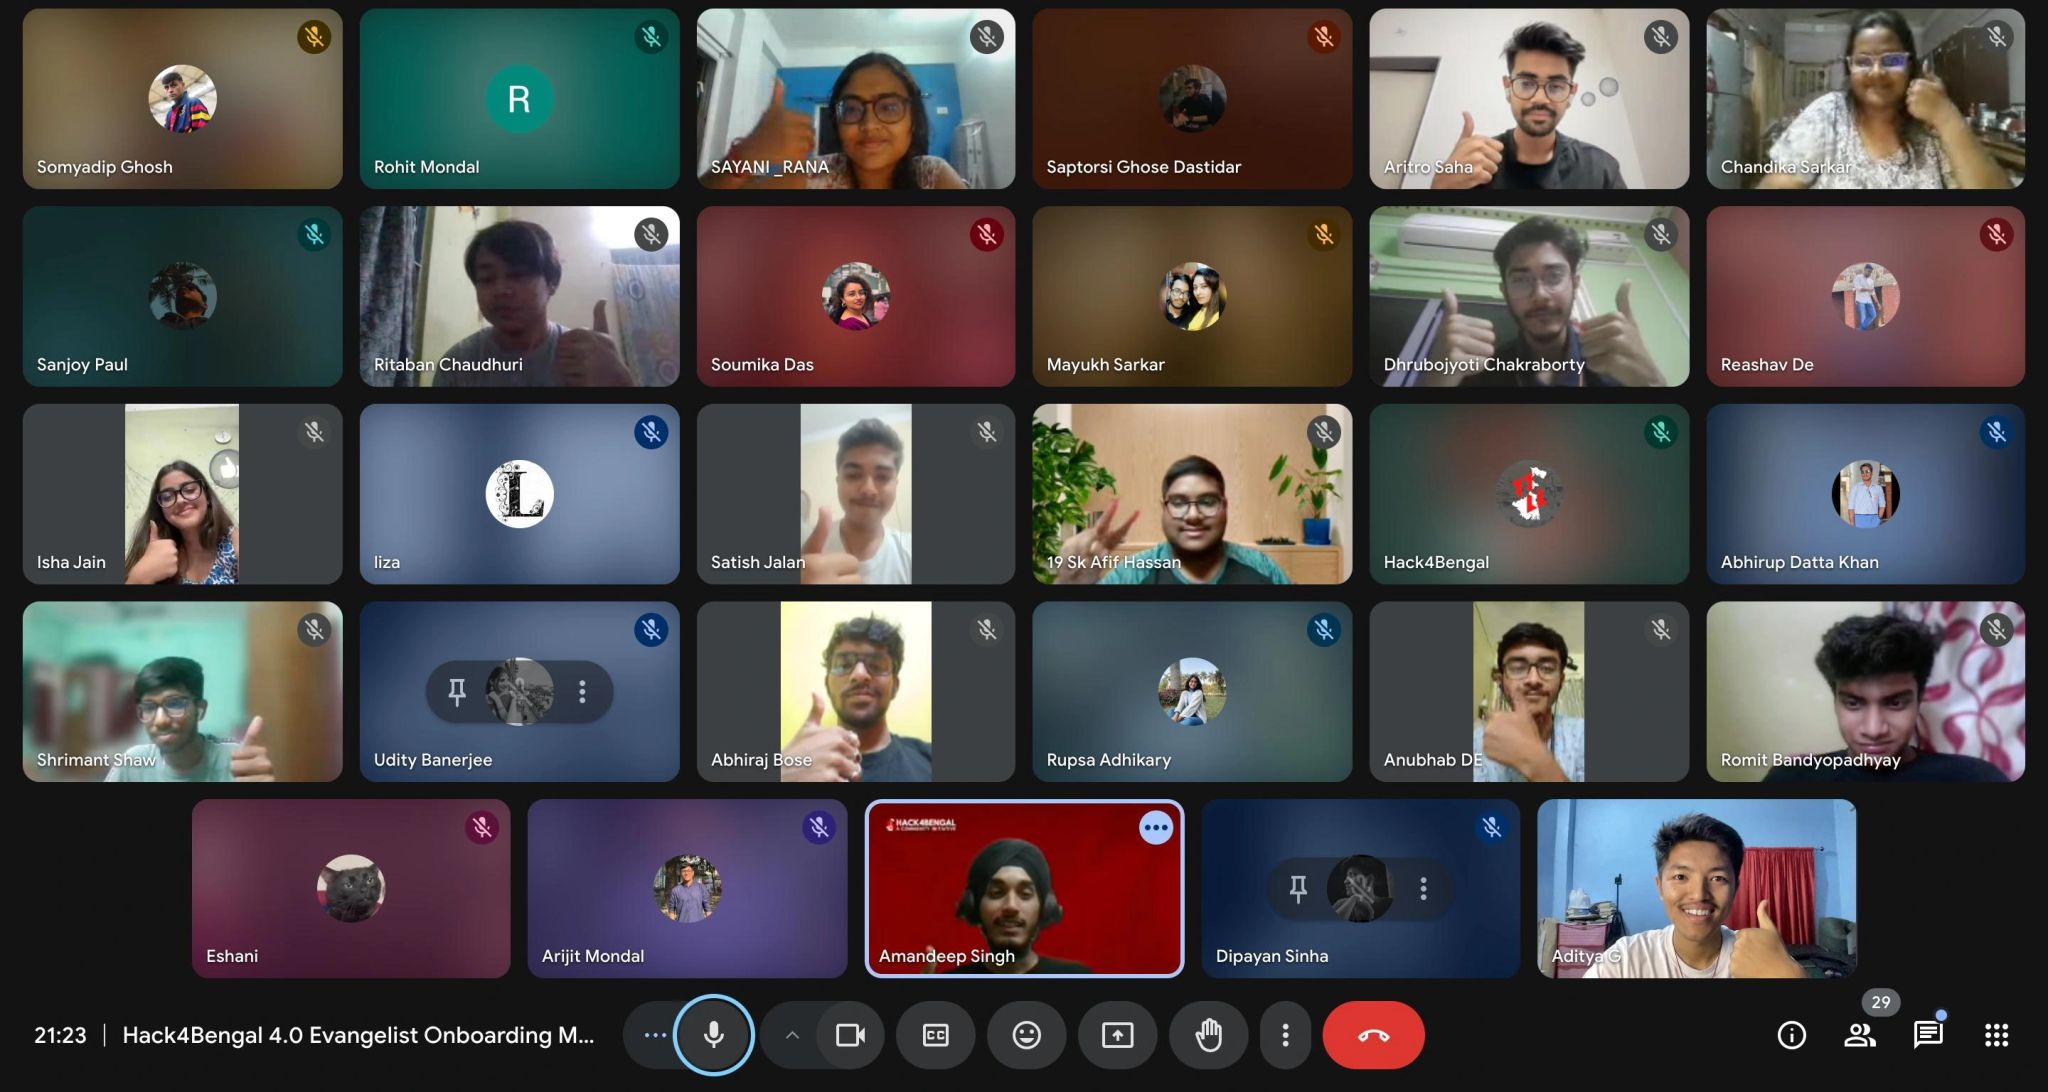 Somyadip Ghosh
R
Rohit Mondal
SAYANI _RANA
Saptorsi Ghose Dastidar
Aritro Saha
Chandika Sarkar
Sanjoy Paul
Ritaban Chaudhuri
Soumika Das
Mayukh Sarkar
Dhrubojyoti Chakraborty
Reashav De
Isha Jain
L
liza
Satish Jalan
19 Sk Afif Hassan
Hack4Bengal
Abhirup Datta Khan
Shrimant Shaw
Udity Banerjee
Abhiraj Bose
Rupsa Adhikary
Anubhab DE
Romit Bandyopadhyay
Eshani
Arijit Mondal
HACK4BENGAL
A COMMUNITY INITIATIVE
Amandeep Singh
Dipayan Sinha
Aditya G
21:23 | Hack4Bengal 4.0 Evangelist Onboarding M...
CC
29